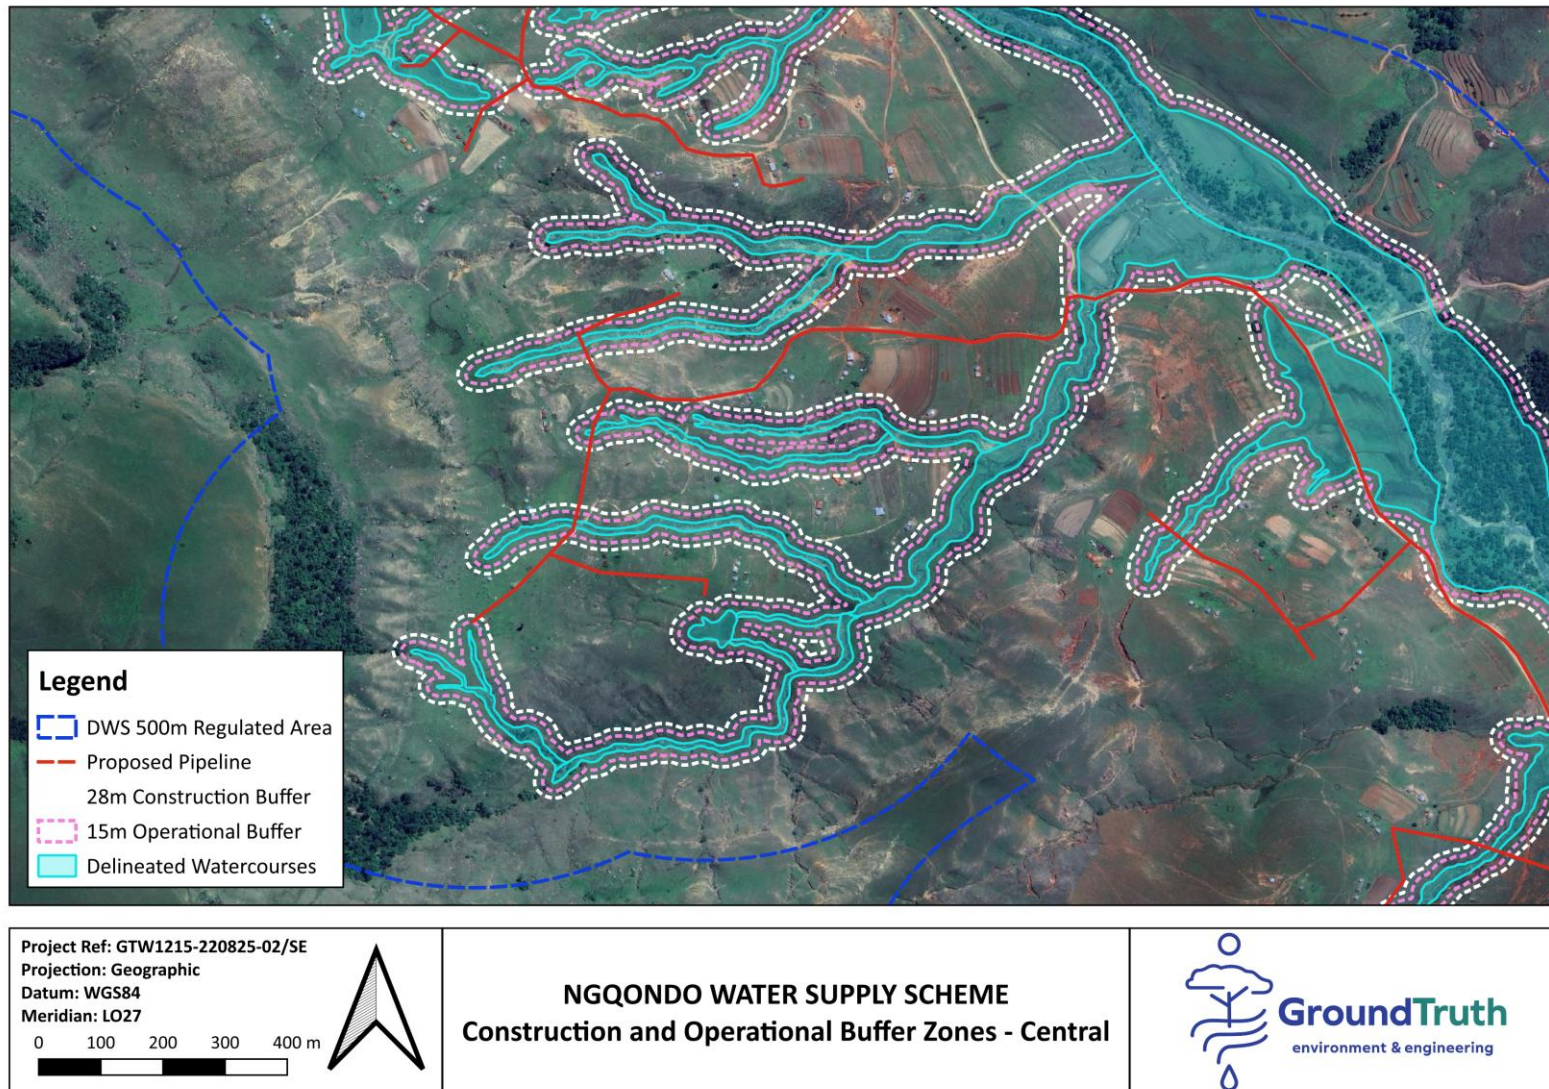 Legend
DWS 500m Regulated Area
Proposed Pipeline
28m Construction Buffer
15m Operational Buffer
Delineated Watercourses
Project Ref: GTW1215-220825-02/SE
Projection: Geographic
Datum: WGS84
Meridian: LO27
0 100 200 300 400 m
NGQONDO WATER SUPPLY SCHEME
Construction and Operational Buffer Zones - Central
GroundTruth
environment & engineering